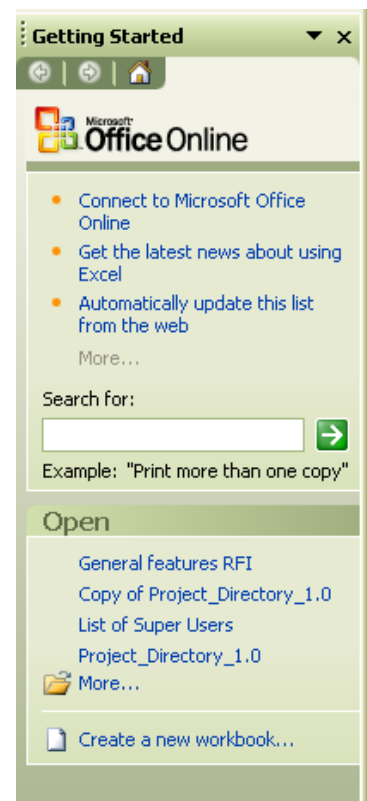 Getting Started
Microsoft
Office Online
Connect to Microsoft Office
Online
Get the latest news about using
Excel
Automatically update this list
from the web
More...
Search for:
Example: "Print more than one copy"
Open
General features RFI
Copy of Project_Directory_1.0
List of Super Users
Project_Directory_1.0
More...
Create a new workbook...